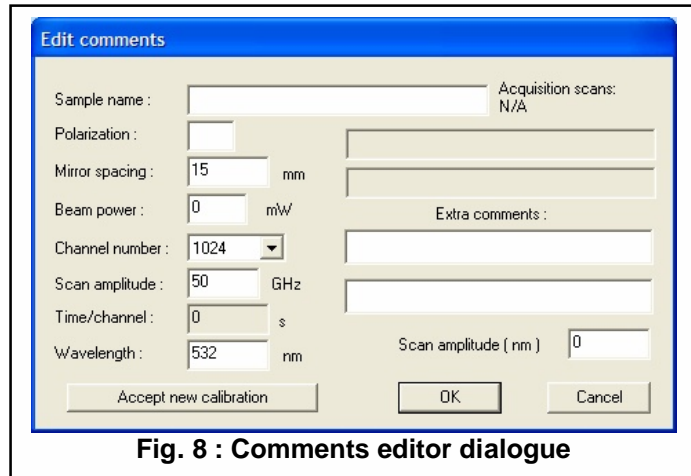 Edit comments
Sample name :
Acquisition scans:
N/A
Polarization :
Mirror spacing : 15 mm
Beam power : 0 mW
Extra comments :
Channel number : 1024
Scan amplitude : 50 GHz
Time/channel : 0 s
Scan amplitude ( nm ) 0
Wavelength : 532 nm
Accept new calibration OK Cancel
Fig. 8 : Comments editor dialogue